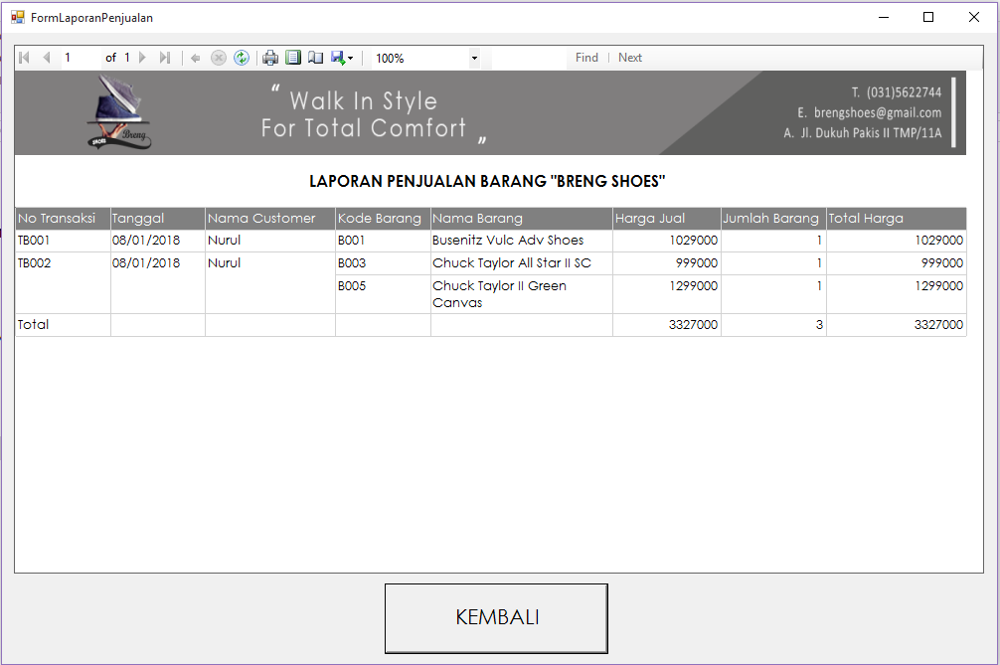 FormLaporanPenjualan
1 of 1 100% Find | Next
“ Walk In Style
For Total Comfort „
T. (031)5622744
E. brengshoes@gmail.com
A. Jl. Dukuh Pakis II TMP/11A
Breng
SHOES
LAPORAN PENJUALAN BARANG "BRENG SHOES"
No Transaksi Tanggal Nama Customer Kode Barang Nama Barang Harga Jual Jumlah Barang Total Harga
TB001 08/01/2018 Nurul B001 Busenitz Vulc Adv Shoes 1029000 1 1029000
TB002 08/01/2018 Nurul B003 Chuck Taylor All Star II SC 999000 1 999000
B005 Chuck Taylor II Green 1299000 1 1299000
Canvas
Total 3327000 3 3327000
KEMBALI